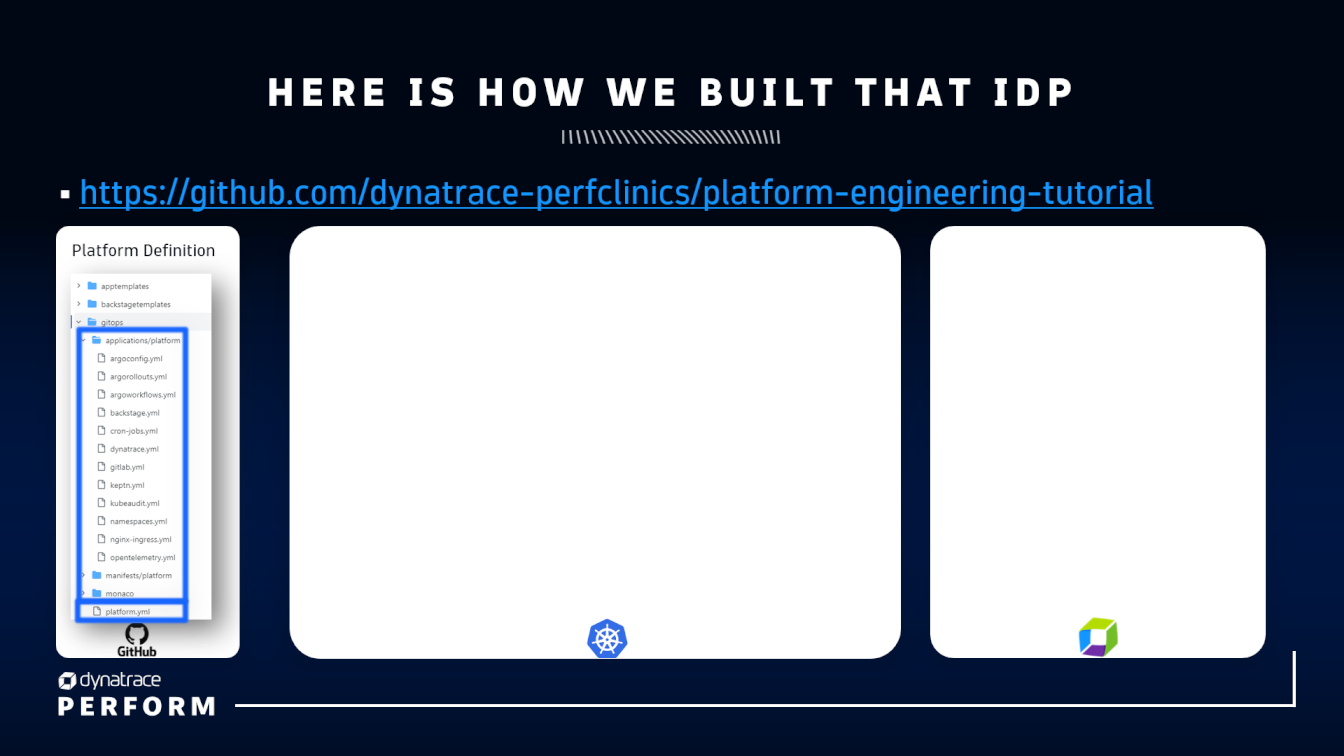 HERE IS HOW WE BUILT THAT IDP
▪ https://github.com/dynatrace-perfclinics/platform-engineering-tutorial
Platform Definition
apptemplates
backstagetemplates
gitops
applications/platform
argoconfig.yml
argorollouts.yml
argoworkflows.yml
backstage.yml
cron-jobs.yml
dynatrace.yml
gitlab.yml
keptn.yml
kubeaudit.yml
namespaces.yml
nginx-ingress.yml
opentelemetry.yml
manifests/platform
monaco
platform.yml
GitHub
dynatrace
PERFORM